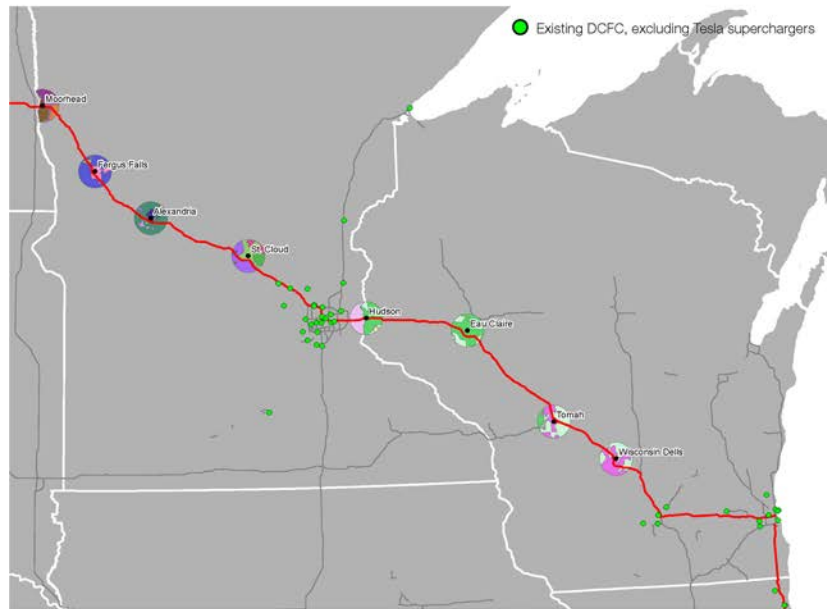 Existing DCFC, excluding Tesla superchargers
Moorhead
Fergus Falls
Alexandria
St. Cloud
Hudson
Eau Claire
Tomah
Wisconsin Dells